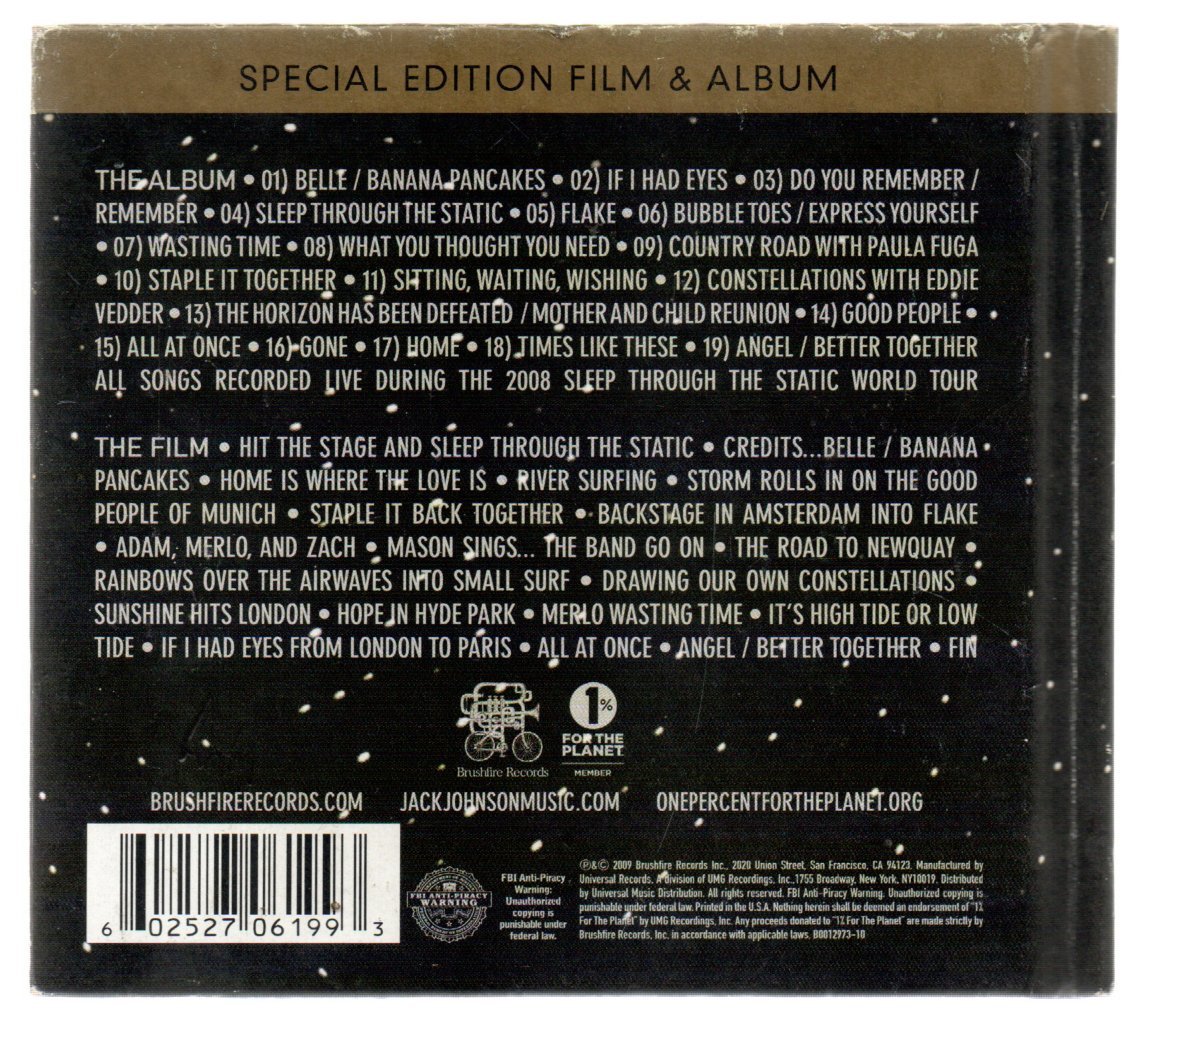 SPECIAL EDITION FILM & ALBUM
THE ALBUM • 01) BELLE / BANANA PANCAKES • 02) IF I HAD EYES • 03) DO YOU REMEMBER /
REMEMBER • 04) SLEEP THROUGH THE STATIC • 05) FLAKE • 06) BUBBLE TOES / EXPRESS YOURSELF
• 07) WASTING TIME • 08) WHAT YOU THOUGHT YOU NEED • 09) COUNTRY ROAD WITH PAULA FUGA
• 10) STAPLE IT TOGETHER • 11) SITTING, WAITING, WISHING • 12) CONSTELLATIONS WITH EDDIE
VEDDER • 13) THE HORIZON HAS BEEN DEFEATED / MOTHER AND CHILD REUNION • 14) GOOD PEOPLE •
15) ALL AT ONCE • 16) GONE • 17) HOME • 18) TIMES LIKE THESE • 19) ANGEL / BETTER TOGETHER
ALL SONGS RECORDED LIVE DURING THE 2008 SLEEP THROUGH THE STATIC WORLD TOUR
THE FILM • HIT THE STAGE AND SLEEP THROUGH THE STATIC • CREDITS...BELLE / BANANA
PANCAKES • HOME IS WHERE THE LOVE IS • RIVER SURFING • STORM ROLLS IN ON THE GOOD
PEOPLE OF MUNICH • STAPLE IT BACK TOGETHER • BACKSTAGE IN AMSTERDAM INTO FLAKE
• ADAM, MERLO, AND ZACH • MASON SINGS... THE BAND GO ON • THE ROAD TO NEWQUAY •
RAINBOWS OVER THE AIRWAVES INTO SMALL SURF • DRAWING OUR OWN CONSTELLATIONS •
SUNSHINE HITS LONDON • HOPE IN HYDE PARK • MERLO WASTING TIME • IT'S HIGH TIDE OR LOW
TIDE • IF I HAD EYES FROM LONDON TO PARIS • ALL AT ONCE • ANGEL / BETTER TOGETHER • FIN
Brushfire Records
1%
FOR THE
PLANET
MEMBER
BRUSHFIRERECORDS.COM JACKJOHNSONMUSIC.COM ONEPERCENTFORTHEPLANET.ORG
6 02527 06199 3
FBI ANTI-PIRACY
WARNING
FBI Anti-Piracy
Warning:
Unauthorized
copying is
punishable under
federal law.
℗&© 2009 Brushfire Records Inc., 2020 Union Street, San Francisco, CA 94123. Manufactured by
Universal Records, A division of UMG Recordings, Inc.,1755 Broadway, New York, NY10019. Distributed
by Universal Music Distribution. All rights reserved. FBI Anti-Piracy Warning. Unauthorized copying is
punishable under federal law. Printed in the U.S.A. Nothing herein shall be deemed an endorsement of "1%
For The Planet" by UMG Recordings, Inc. Any proceeds donated to "1% For The Planet" are made strictly by
Brushfire Records, Inc. in accordance with applicable laws. B0012973-10